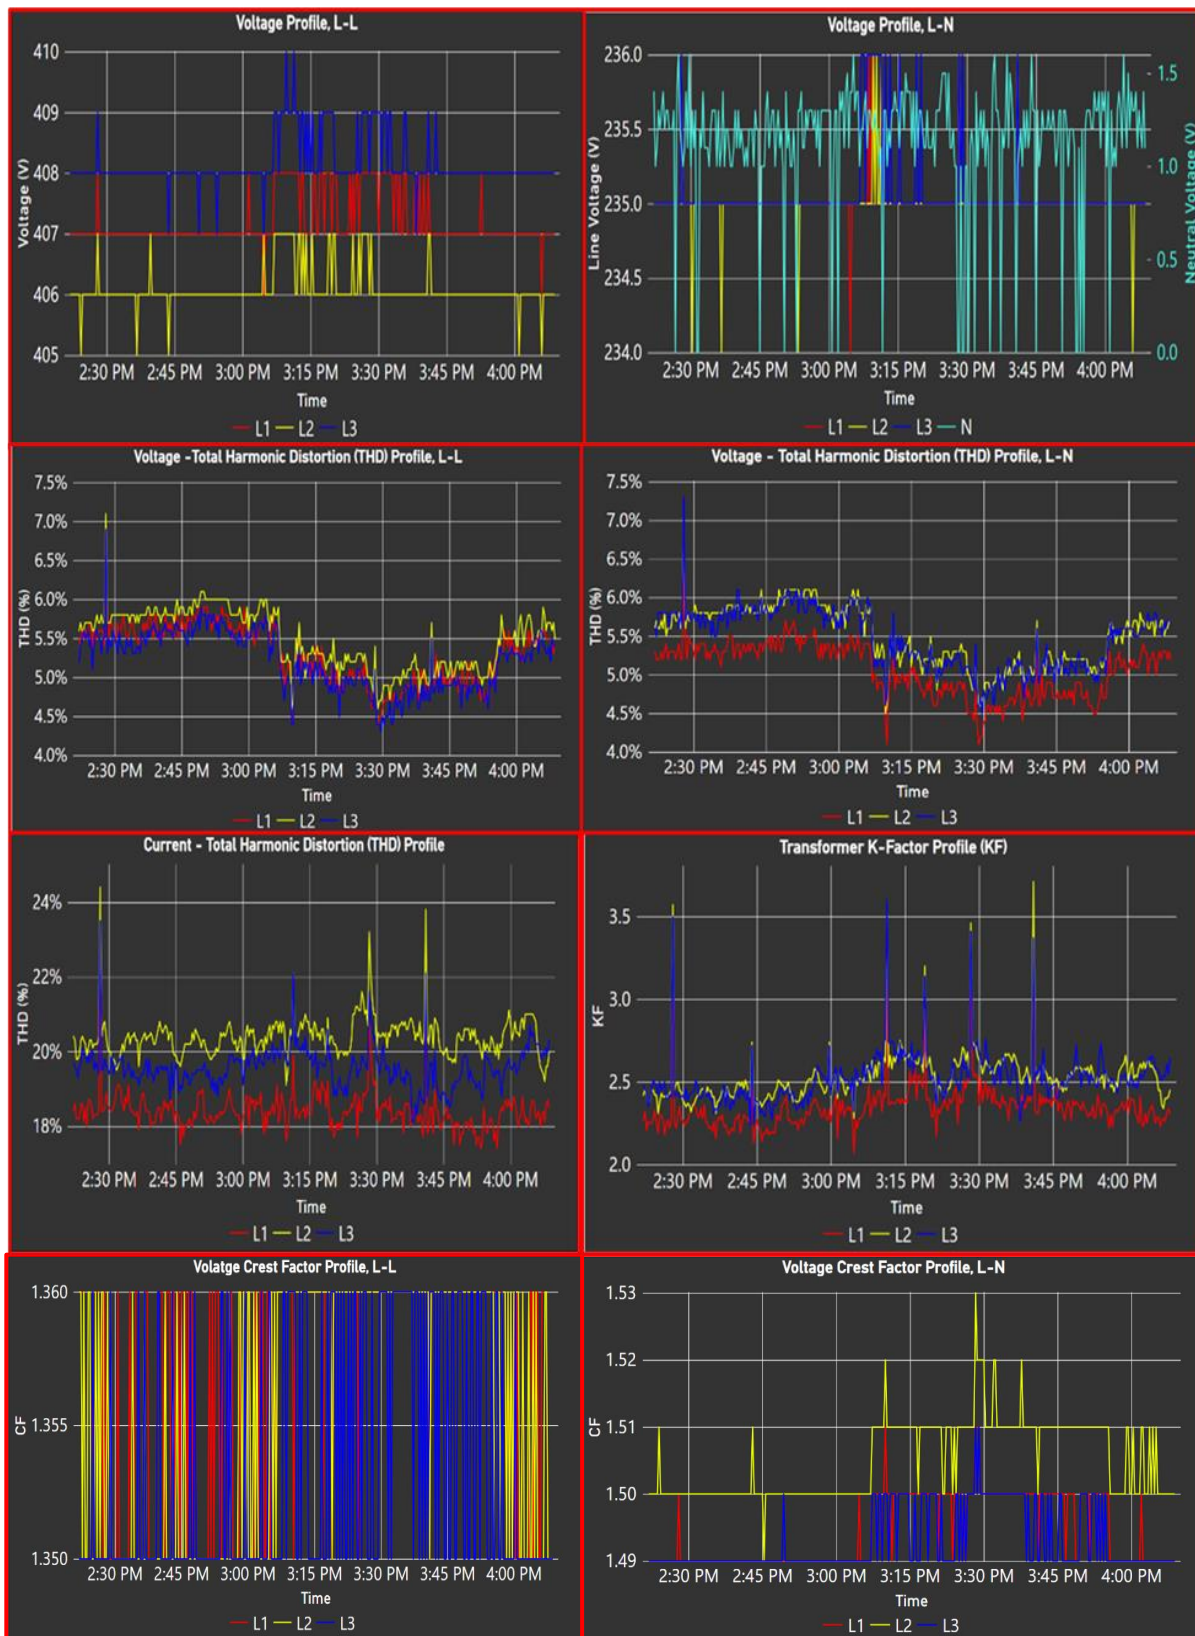 Voltage Profile, L-L
410
409
408
407
406
405
Voltage (V)
2:30 PM 2:45 PM 3:00 PM 3:15 PM 3:30 PM 3:45 PM 4:00 PM
Time
L1 L2 L3
Voltage Profile, L-N
236.0
235.5
235.0
234.5
234.0
Line Voltage (V)
1.5
1.0
0.5
0.0
Neutral Voltage (V)
2:30 PM 2:45 PM 3:00 PM 3:15 PM 3:30 PM 3:45 PM 4:00 PM
Time
L1 L2 L3 N
Voltage -Total Harmonic Distortion (THD) Profile, L-L
7.5%
7.0%
6.5%
6.0%
5.5%
5.0%
4.5%
4.0%
THD (%)
2:30 PM 2:45 PM 3:00 PM 3:15 PM 3:30 PM 3:45 PM 4:00 PM
Time
L1 L2 L3
Voltage - Total Harmonic Distortion (THD) Profile, L-N
7.5%
7.0%
6.5%
6.0%
5.5%
5.0%
4.5%
4.0%
THD (%)
2:30 PM 2:45 PM 3:00 PM 3:15 PM 3:30 PM 3:45 PM 4:00 PM
Time
L1 L2 L3
Current - Total Harmonic Distortion (THD) Profile
24%
22%
20%
18%
THD (%)
2:30 PM 2:45 PM 3:00 PM 3:15 PM 3:30 PM 3:45 PM 4:00 PM
Time
L1 L2 L3
Transformer K-Factor Profile (KF)
3.5
3.0
2.5
2.0
KF
2:30 PM 2:45 PM 3:00 PM 3:15 PM 3:30 PM 3:45 PM 4:00 PM
Time
L1 L2 L3
Volatge Crest Factor Profile, L-L
1.360
1.355
1.350
CF
2:30 PM 2:45 PM 3:00 PM 3:15 PM 3:30 PM 3:45 PM 4:00 PM
Time
L1 L2 L3
Voltage Crest Factor Profile, L-N
1.53
1.52
1.51
1.50
1.49
CF
2:30 PM 2:45 PM 3:00 PM 3:15 PM 3:30 PM 3:45 PM 4:00 PM
Time
L1 L2 L3